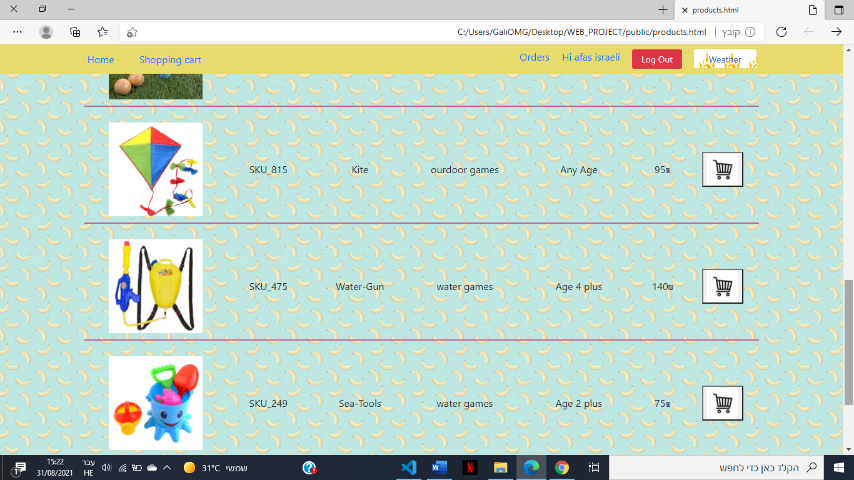 products.html
קובץ | C:/Users/GaliOMG/Desktop/WEB_PROJECT/public/products.html
Home Shopping cart Orders Hi afas israeli Log Out Weather
SKU_815 Kite ourdoor games Any Age 95₪
SKU_475 Water-Gun water games Age 4 plus 140₪
SKU_249 Sea-Tools water games Age 2 plus 75₪
15:22
31/08/2021
עבר
HE
31°C שמשי
הקלד כאן כדי לחפש